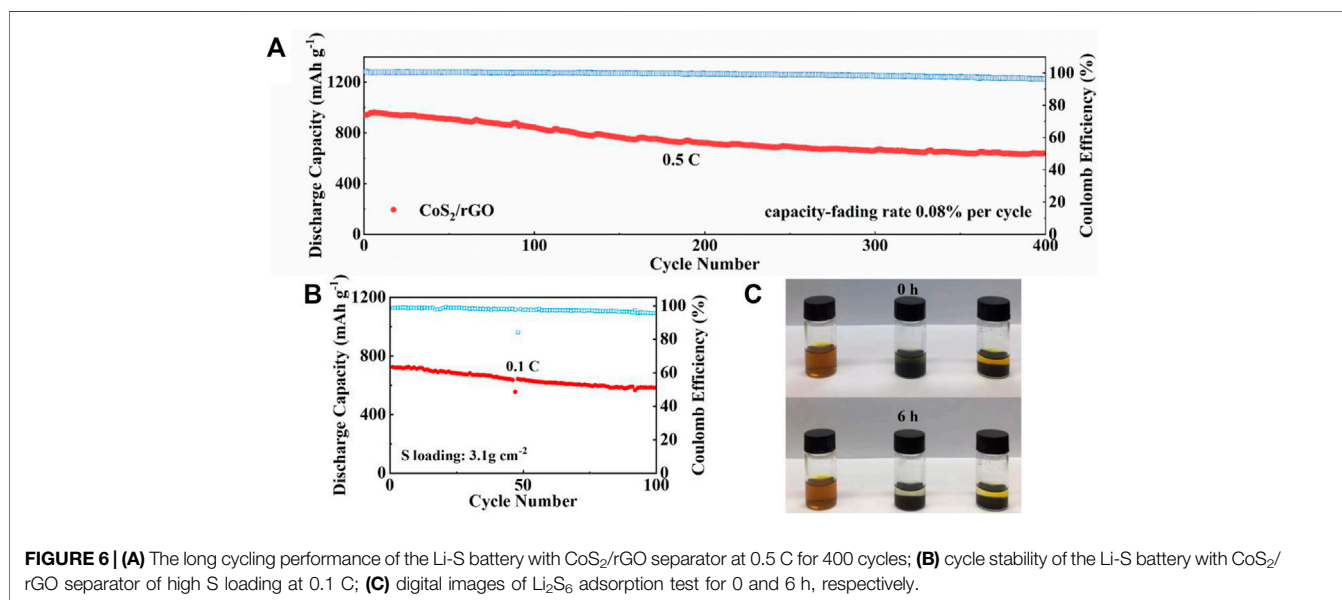 A
Discharge Capacity (mAh g⁻¹)
1200
800
400
0
100
80
60
40
20
0
Coulomb Efficiency (%)
0.5 C
CoS₂/rGO
capacity-fading rate 0.08% per cycle
0 100 200 300 400
Cycle Number
B
Discharge Capacity (mAh g⁻¹)
1200
800
400
0
100
80
60
40
20
0
Coulomb Efficiency (%)
0.1 C
S loading: 3.1g cm⁻²
0 50 100
Cycle Number
C
0 h
6 h
FIGURE 6 | (A) The long cycling performance of the Li-S battery with CoS₂/rGO separator at 0.5 C for 400 cycles; (B) cycle stability of the Li-S battery with CoS₂/
rGO separator of high S loading at 0.1 C; (C) digital images of Li₂S₆ adsorption test for 0 and 6 h, respectively.